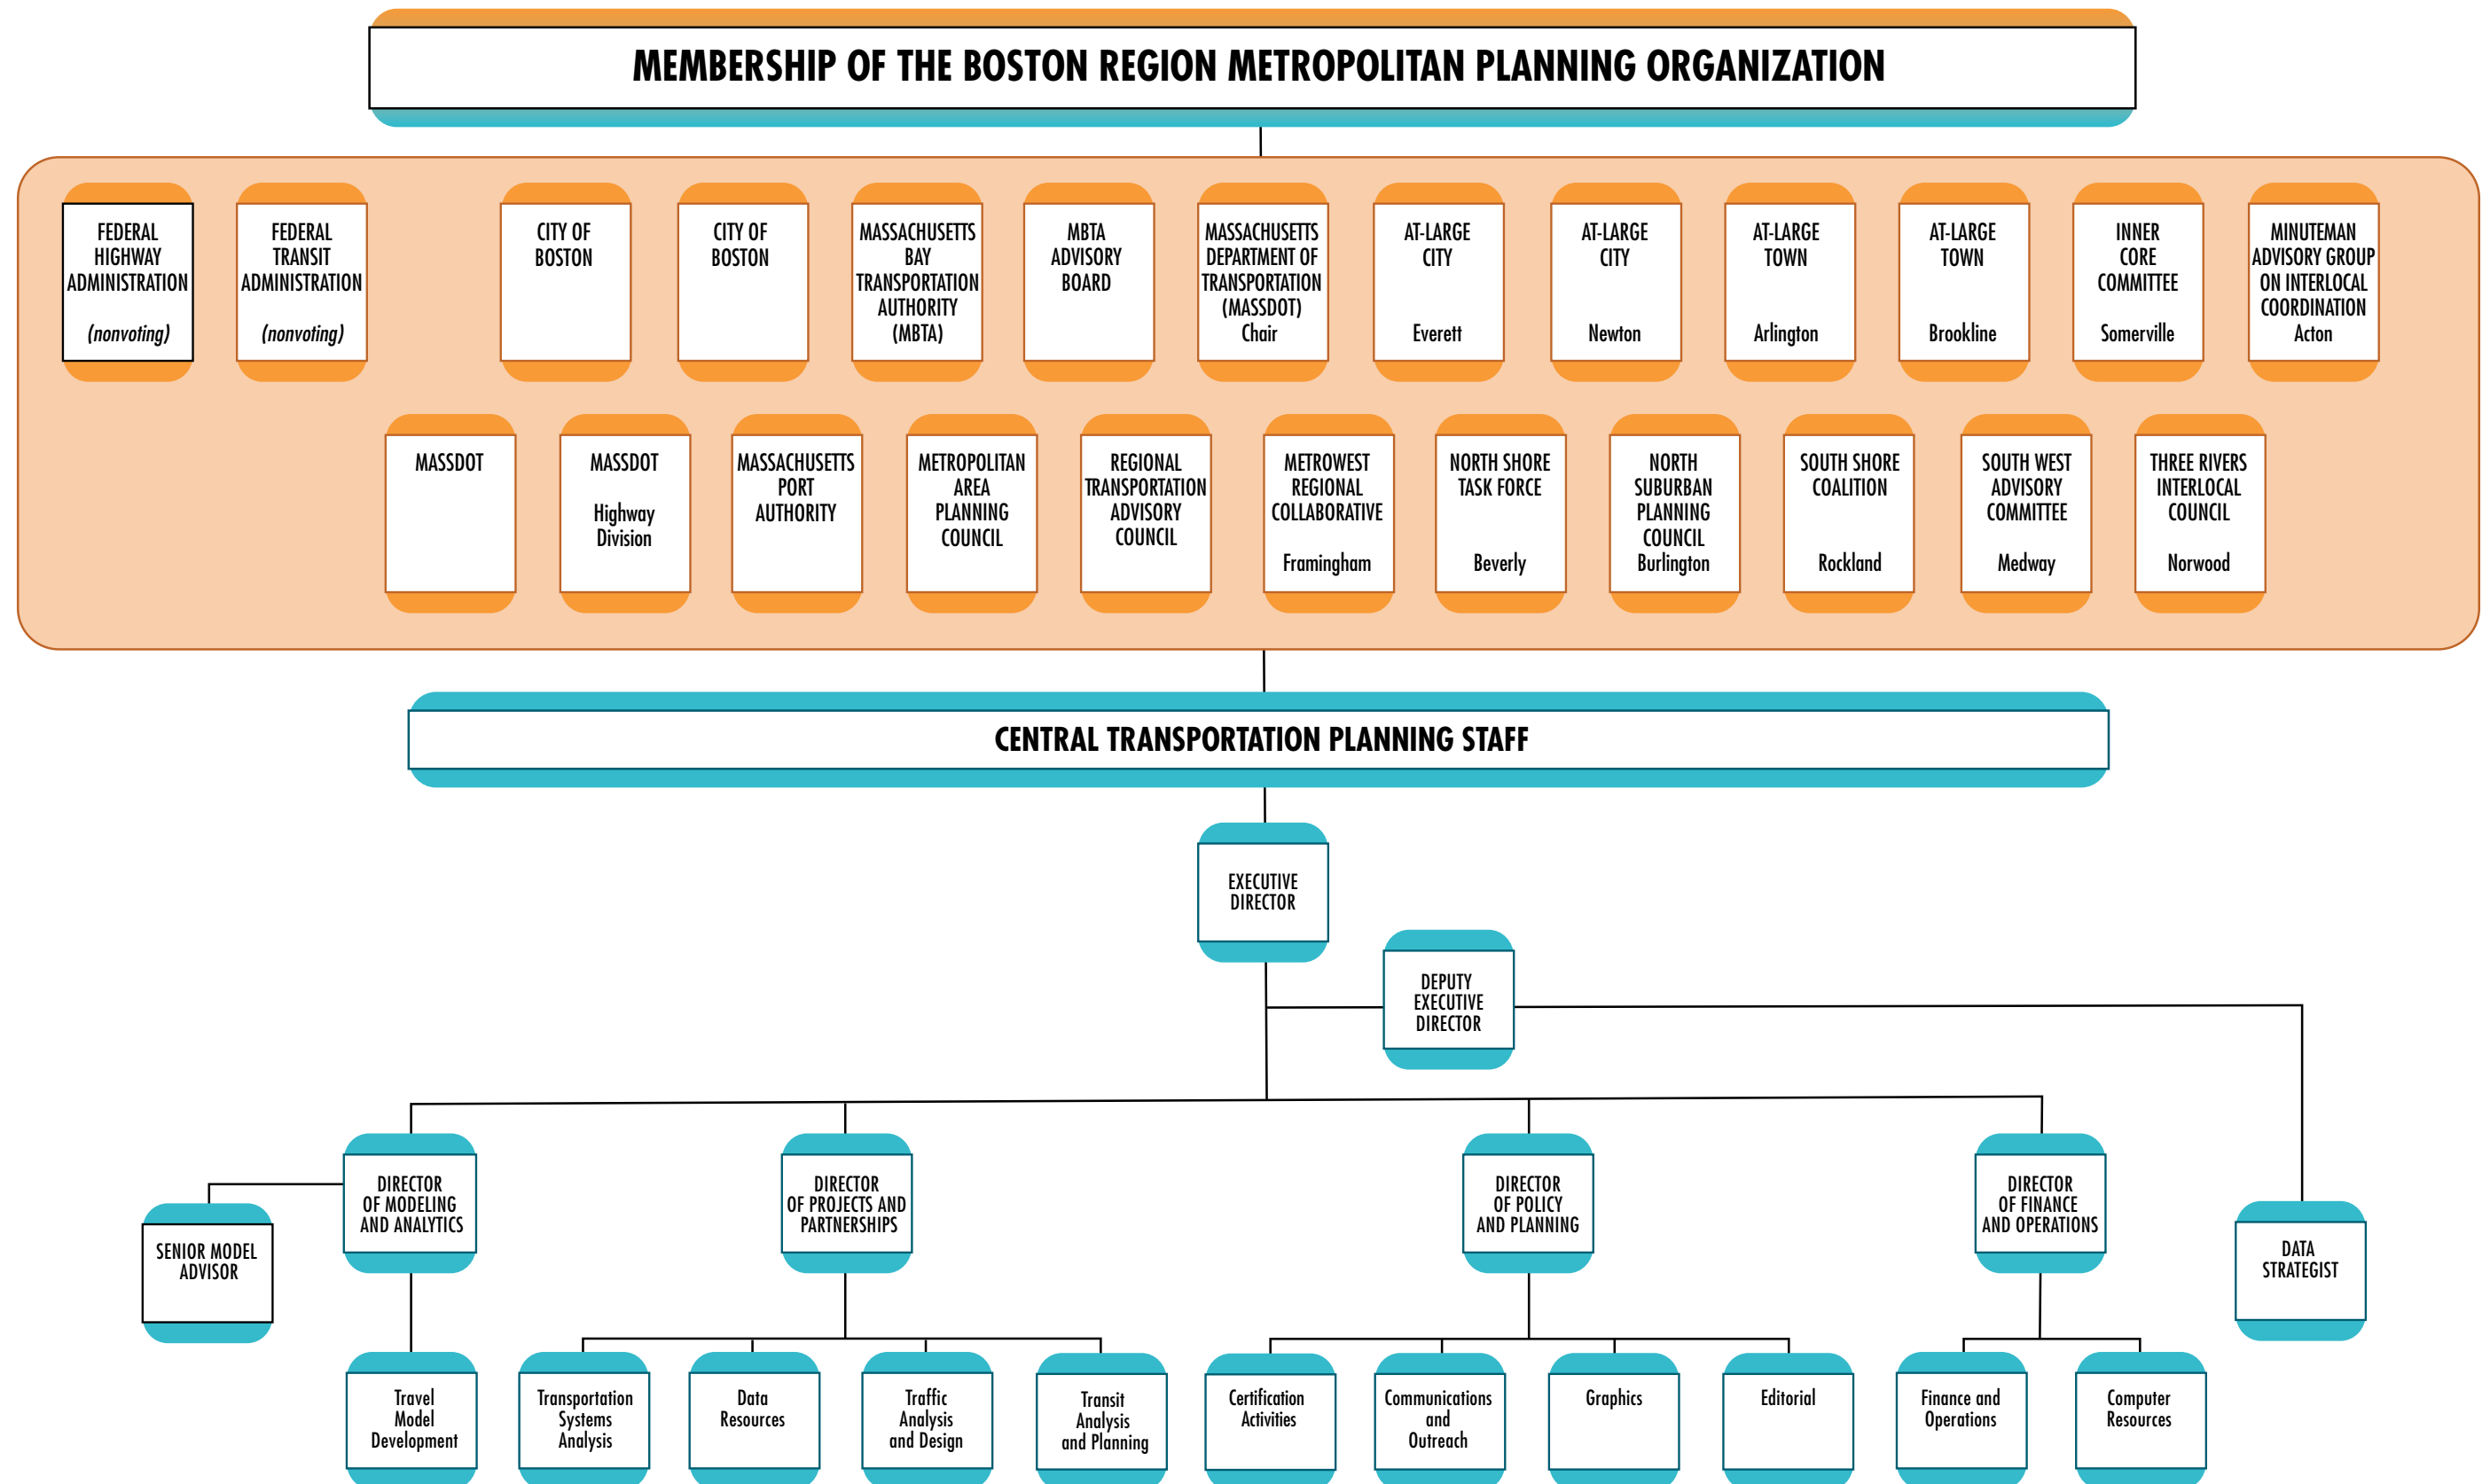 MEMBERSHIP OF THE BOSTON REGION METROPOLITAN PLANNING ORGANIZATION
FEDERAL
HIGHWAY
ADMINISTRATION
(nonvoting)
FEDERAL
TRANSIT
ADMINISTRATION
(nonvoting)
CITY OF
BOSTON
CITY OF
BOSTON
MASSACHUSETTS
BAY
TRANSPORTATION
AUTHORITY
(MBTA)
MBTA
ADVISORY
BOARD
MASSACHUSETTS
DEPARTMENT OF
TRANSPORTATION
(MASSDOT)
Chair
AT-LARGE
CITY
Everett
AT-LARGE
CITY
Newton
AT-LARGE
TOWN
Arlington
AT-LARGE
TOWN
Brookline
INNER
CORE
COMMITTEE
Somerville
MINUTEMAN
ADVISORY GROUP
ON INTERLOCAL
COORDINATION
Acton
MASSDOT
MASSDOT
Highway
Division
MASSACHUSETTS
PORT
AUTHORITY
METROPOLITAN
AREA
PLANNING
COUNCIL
REGIONAL
TRANSPORTATION
ADVISORY
COUNCIL
METROWEST
REGIONAL
COLLABORATIVE
Framingham
NORTH SHORE
TASK FORCE
Beverly
NORTH
SUBURBAN
PLANNING
COUNCIL
Burlington
SOUTH SHORE
COALITION
Rockland
SOUTH WEST
ADVISORY
COMMITTEE
Medway
THREE RIVERS
INTERLOCAL
COUNCIL
Norwood
CENTRAL TRANSPORTATION PLANNING STAFF
EXECUTIVE
DIRECTOR
DEPUTY
EXECUTIVE
DIRECTOR
DIRECTOR
OF MODELING
AND ANALYTICS
DIRECTOR
OF PROJECTS AND
PARTNERSHIPS
DIRECTOR
OF POLICY
AND PLANNING
DIRECTOR
OF FINANCE
AND OPERATIONS
SENIOR MODEL
ADVISOR
DATA
STRATEGIST
Travel
Model
Development
Transportation
Systems
Analysis
Data
Resources
Traffic
Analysis
and Design
Transit
Analysis
and Planning
Certification
Activities
Communications
and
Outreach
Graphics
Editorial
Finance and
Operations
Computer
Resources